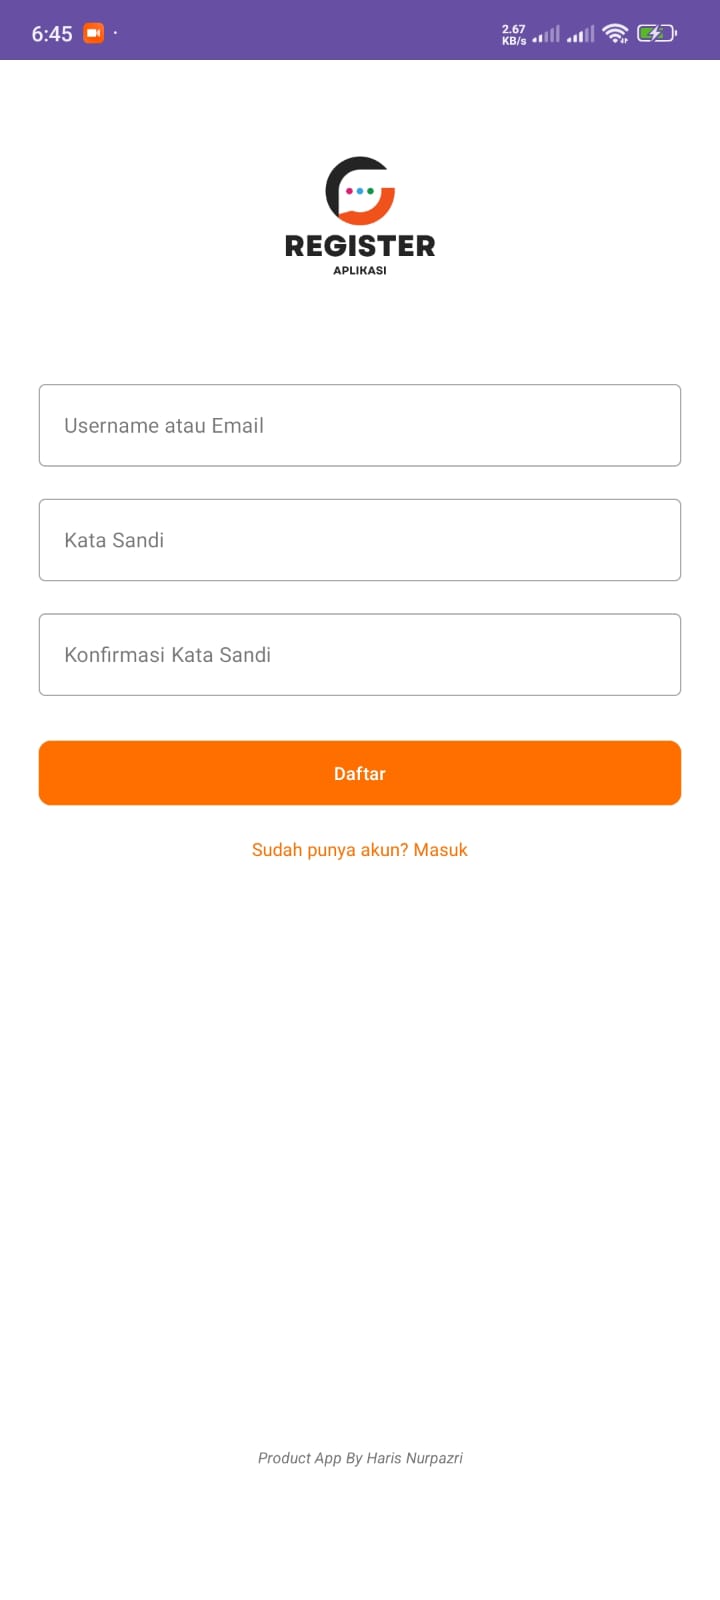 6:45
2.67
KB/s
REGISTER
APLIKASI
Username atau Email
Kata Sandi
Konfirmasi Kata Sandi
Daftar
Sudah punya akun? Masuk
Product App By Haris Nurpazri